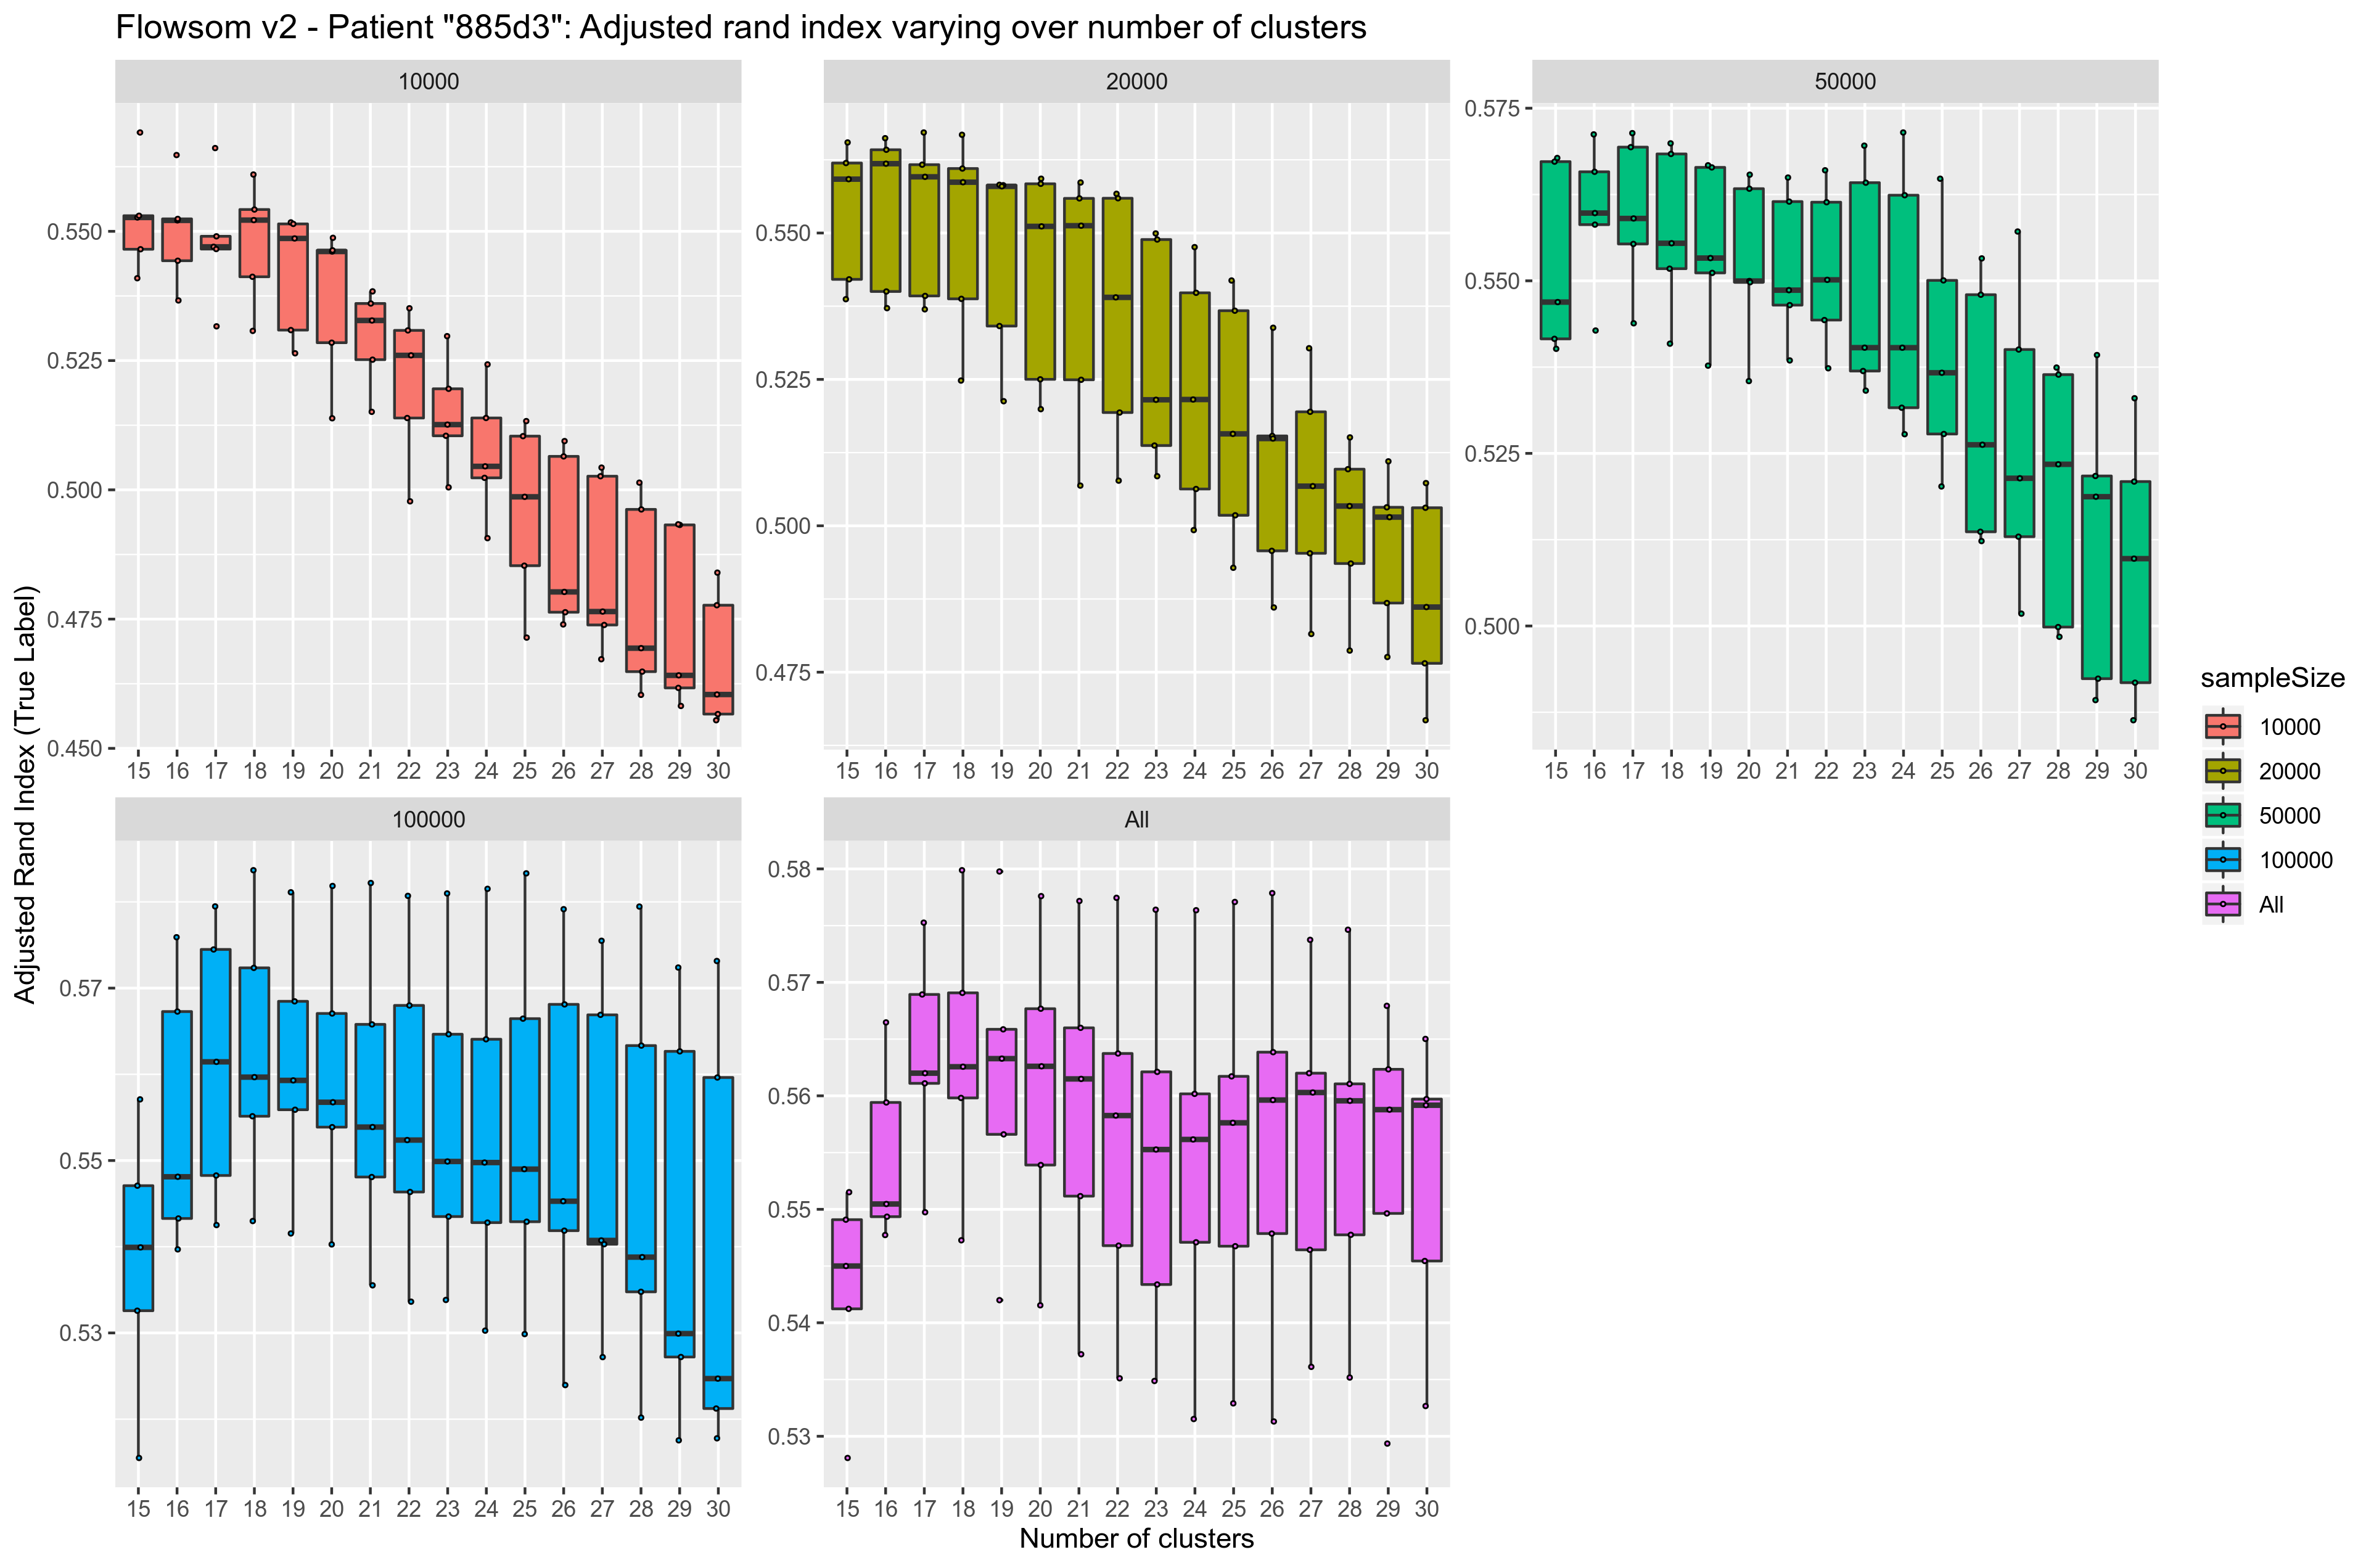 Flowsom v2 - Patient "885d3": Adjusted rand index varying over number of clusters
10000
20000
50000
0.550
0.525
0.500
0.475
0.450
0.550
0.525
0.500
0.475
0.575
0.550
0.525
0.500
15 16 17 18 19 20 21 22 23 24 25 26 27 28 29 30
15 16 17 18 19 20 21 22 23 24 25 26 27 28 29 30
15 16 17 18 19 20 21 22 23 24 25 26 27 28 29 30
Adjusted Rand Index (True Label)
100000
All
0.57
0.55
0.53
0.58
0.57
0.56
0.55
0.54
0.53
15 16 17 18 19 20 21 22 23 24 25 26 27 28 29 30
15 16 17 18 19 20 21 22 23 24 25 26 27 28 29 30
Number of clusters
sampleSize
10000
20000
50000
100000
All